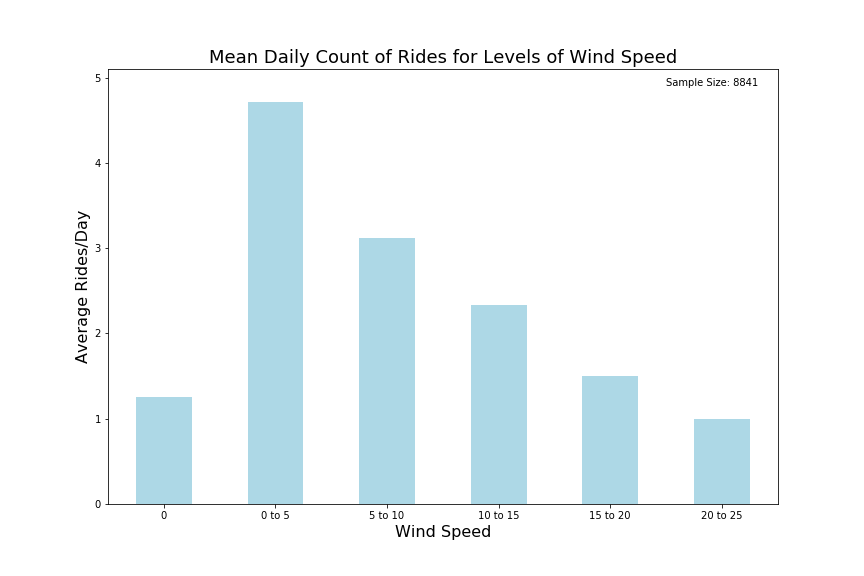 Mean Daily Count of Rides for Levels of Wind Speed
Sample Size: 8841
Average Rides/Day
5
4
3
2
1
0
0
0 to 5
5 to 10
10 to 15
15 to 20
20 to 25
Wind Speed